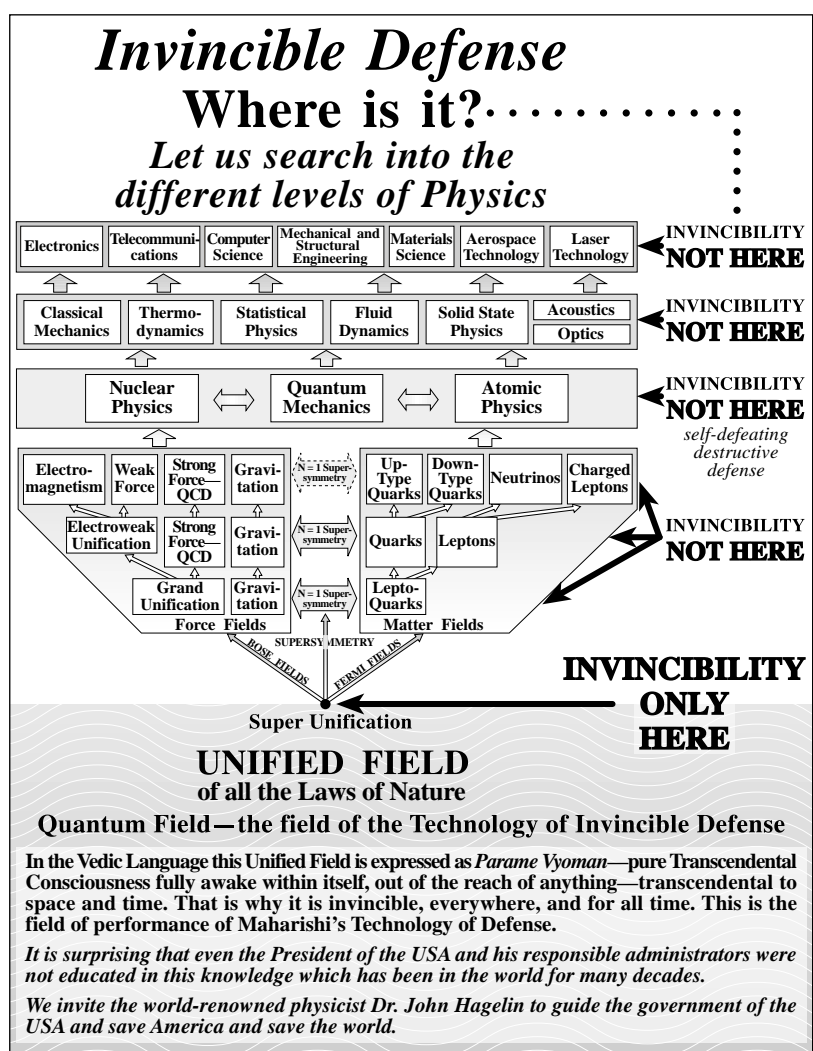 Invincible Defense
Where is it?
Let us search into the
different levels of Physics
Electronics
Telecommuni-
cations
Computer
Science
Mechanical and
Structural
Engineering
Materials
Science
Aerospace
Technology
Laser
Technology
INVINCIBILITY
NOT HERE
Classical
Mechanics
Thermo-
dynamics
Statistical
Physics
Fluid
Dynamics
Solid State
Physics
Acoustics
Optics
INVINCIBILITY
NOT HERE
Nuclear
Physics
Quantum
Mechanics
Atomic
Physics
INVINCIBILITY
NOT HERE
self-defeating
destructive
defense
Electro-
magnetism
Weak
Force
Strong
Force—
QCD
Gravi-
tation
N = 1 Super-
symmetry
Up-
Type
Quarks
Down-
Type
Quarks
Neutrinos
Charged
Leptons
Electroweak
Unification
Strong
Force—
QCD
Gravi-
tation
N = 1 Super-
symmetry
Quarks
Leptons
INVINCIBILITY
NOT HERE
Grand
Unification
Gravi-
tation
N = 1 Super-
symmetry
Lepto-
Quarks
Force Fields
Matter Fields
SUPERSYMMETRY
BOSE FIELDS
FERMI FIELDS
INVINCIBILITY
ONLY
HERE
Super Unification
UNIFIED FIELD
of all the Laws of Nature
Quantum Field—the field of the Technology of Invincible Defense
In the Vedic Language this Unified Field is expressed as Parame Vyoman—pure Transcendental
Consciousness fully awake within itself, out of the reach of anything—transcendental to
space and time. That is why it is invincible, everywhere, and for all time. This is the
field of performance of Maharishi's Technology of Defense.
It is surprising that even the President of the USA and his responsible administrators were
not educated in this knowledge which has been in the world for many decades.
We invite the world-renowned physicist Dr. John Hagelin to guide the government of the
USA and save America and save the world.